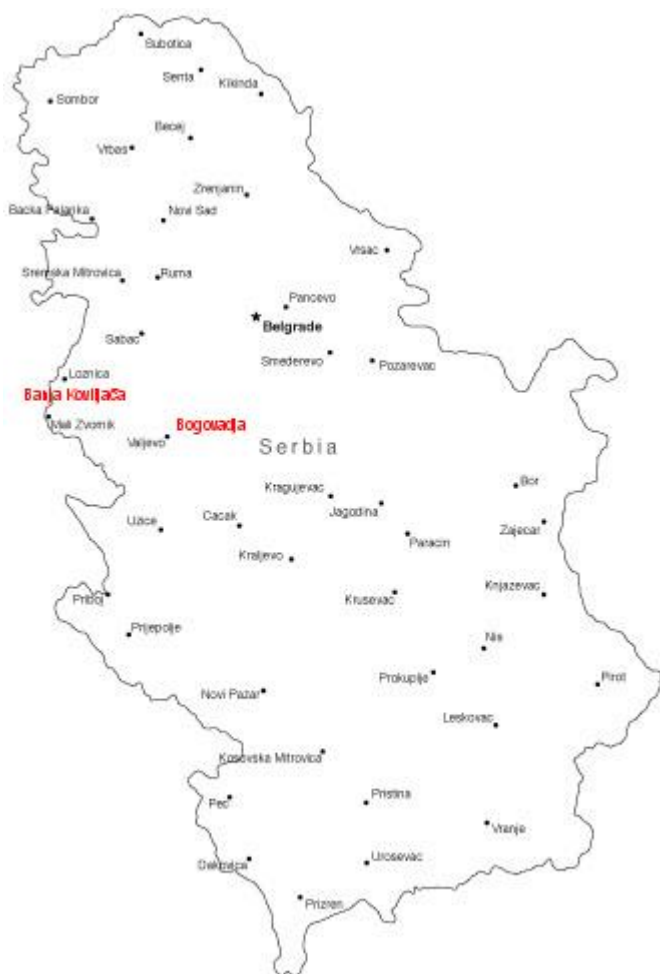 Subotica
Senta
Kikinda
Sombor
Becej
Vrbas
Zrenjanin
Backa Palanka
Novi Sad
Vrsac
Sremska Mitrovica
Ruma
Pancevo
Belgrade
Sabac
Smederevo
Pozarevac
Loznica
Banja Koviljača
Mali Zvornik
Bogovadja
Valjevo
Serbia
Bor
Kragujevac
Jagodina
Uzice
Cacak
Zajecar
Paracin
Kraljevo
Priboj
Krusevac
Knjazevac
Prijepolje
Nis
Prokuplje
Pirot
Novi Pazar
Leskovac
Kosovska Mitrovica
Pec
Pristina
Vranje
Dakovica
Urosevac
Prizren